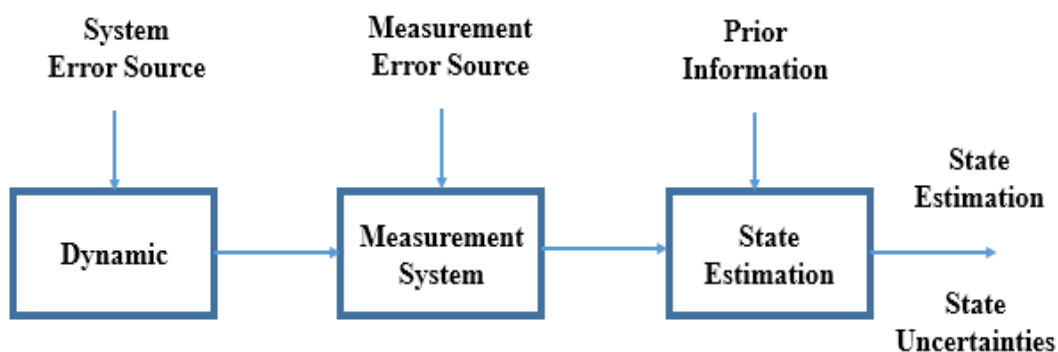 System
Error Source
Measurement
Error Source
Prior
Information
Dynamic
Measurement
System
State
Estimation
State
Estimation
State
Uncertainties